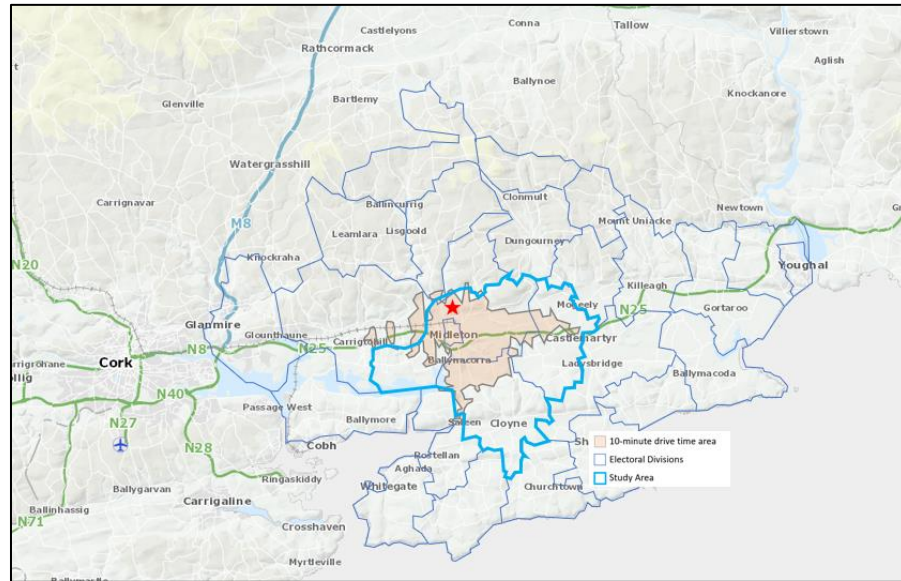 Castlelyons
Conna
Tallow
Villierstown
Rathcormack
Aglish
Ballynoe
Glenville
Bartlemy
Knockanore
Watergrasshill
Carrignavar
M8
Ballincurrig
Clonmult
Newtown
Mount Uniacke
N20
Leamlara
Lisgoold
Dungourney
Knockraha
Youghal
Killeagh
Mogeely
N25
Gortaroo
Glanmire
Glounthaune
Carrigtohill
Midleton
Castlemartyr
N8
N25
Cork
Ballymacorra
Ladysbridge
Ballymacoda
N40
Passage West
Ballymore
Saleen
Cloyne
N27
Cobh
Sh
10-minute drive time area
Electoral Divisions
Study Area
N28
Rostellan
Aghada
Ringaskiddy
Whitegate
Churchtown
Ballygarvan
Carrigaline
Ballinhassig
N71
Crosshaven
Myrtleville